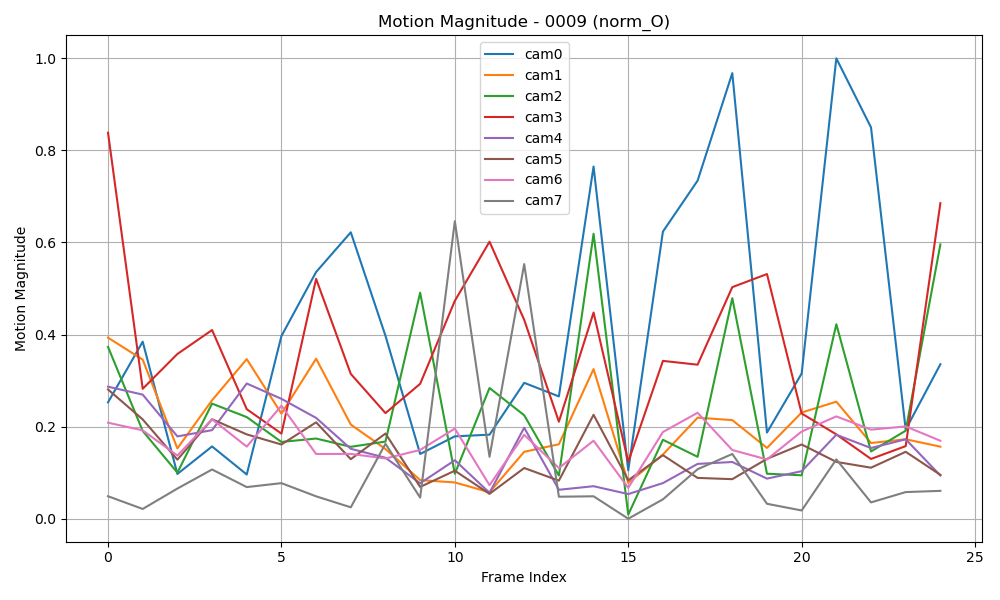 Motion Magnitude - 0009 (norm_O)
Motion Magnitude
1.0
0.8
0.6
0.4
0.2
0.0
cam0
cam1
cam2
cam3
cam4
cam5
cam6
cam7
0 5 10 15 20 25
Frame Index